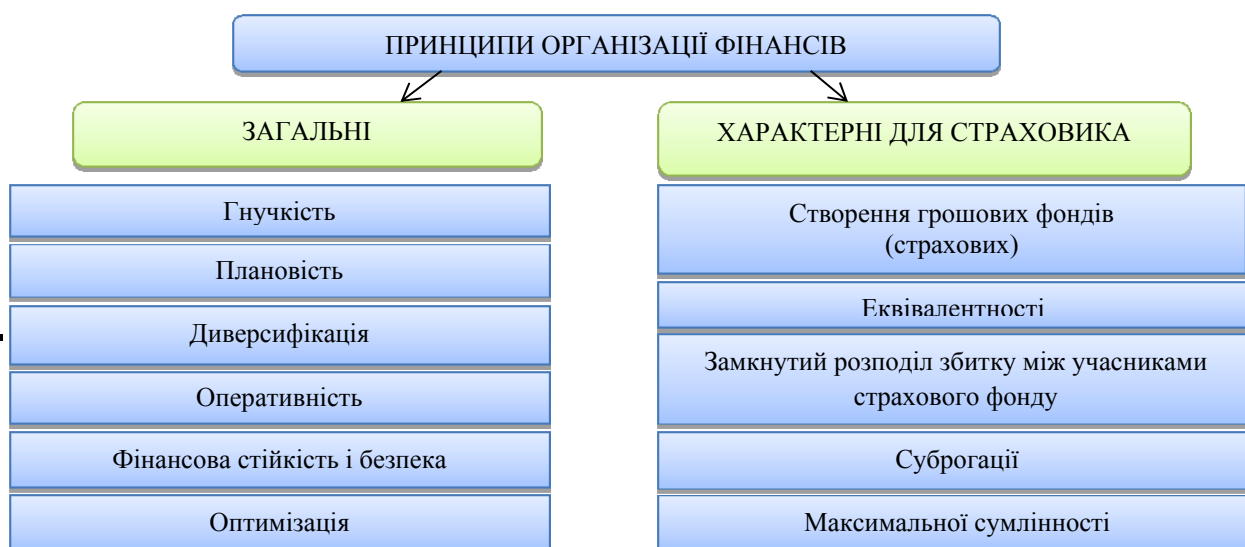 ПРИНЦИПИ ОРГАНІЗАЦІЇ ФІНАНСІВ
ЗАГАЛЬНІ
Гнучкість
Плановість
Диверсифікація
Оперативність
Фінансова стійкість і безпека
Оптимізація
ХАРАКТЕРНІ ДЛЯ СТРАХОВИКА
Створення грошових фондів
(страхових)
Еквівалентності
Замкнутий розподіл збитку між учасниками
страхового фонду
Суброгації
Максимальної сумлінності